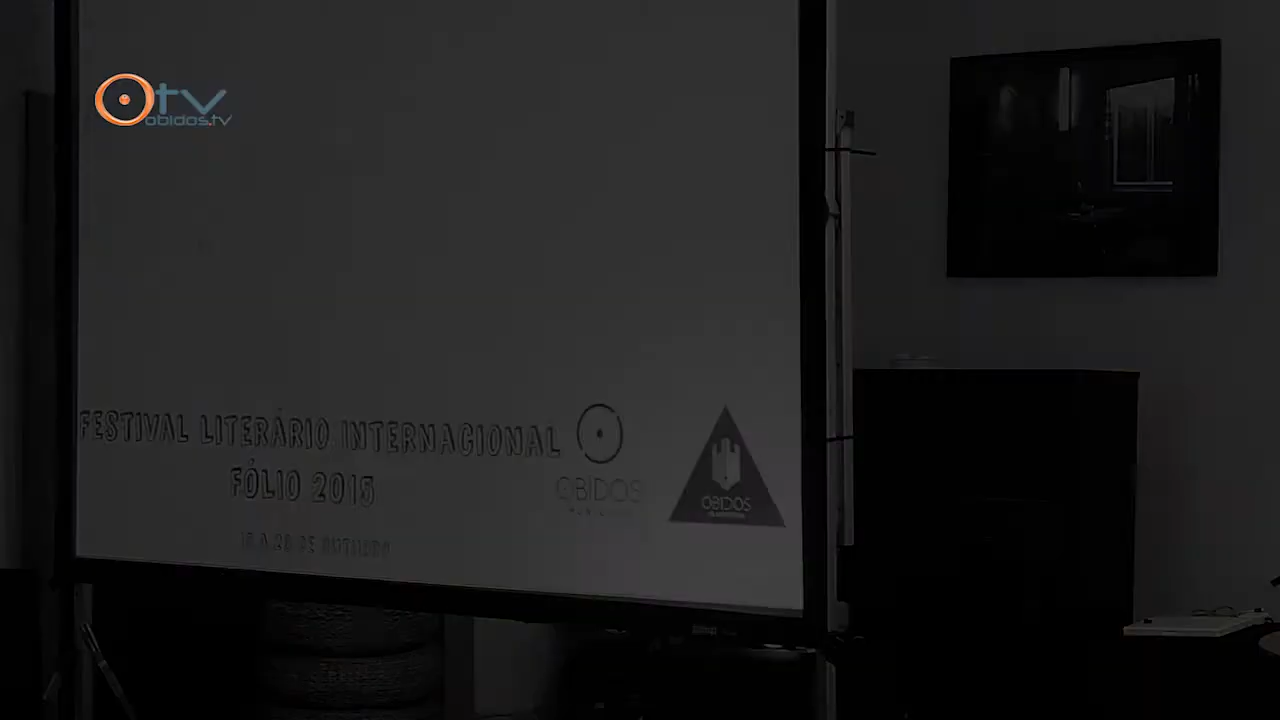 tv
obidos.tv
FESTIVAL LITERÁRIO INTERNACIONAL
FÓLIO 2015
ÓBIDOS
ÓBIDOS